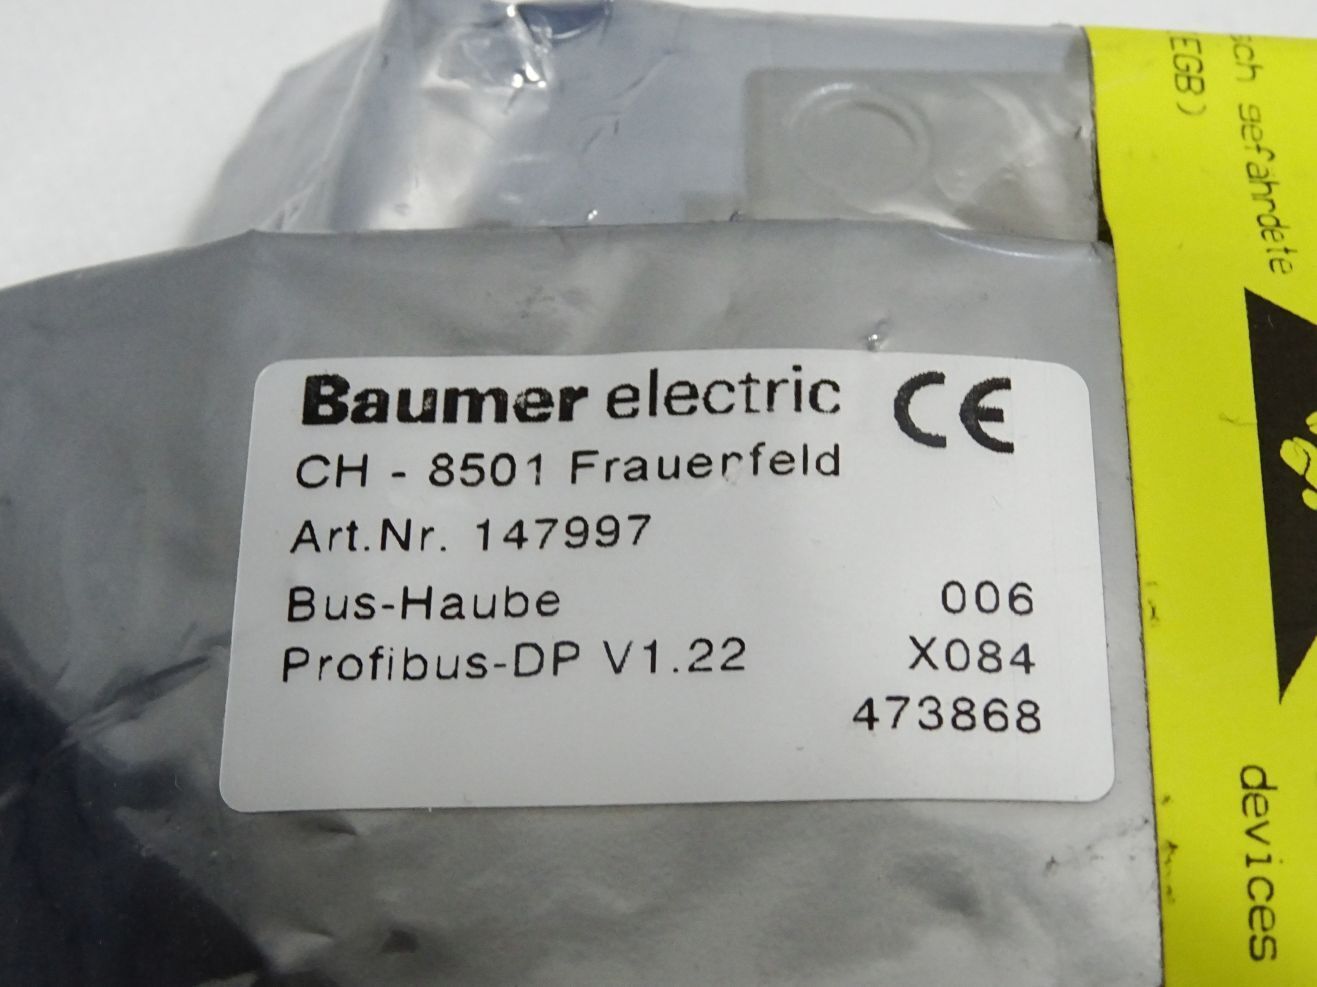 Baumer electric CE
CH - 8501 Frauerfeld
Art.Nr. 147997
Bus-Haube 006
Profibus-DP V1.22 X084
473868
gefährdete
EGB)
devices